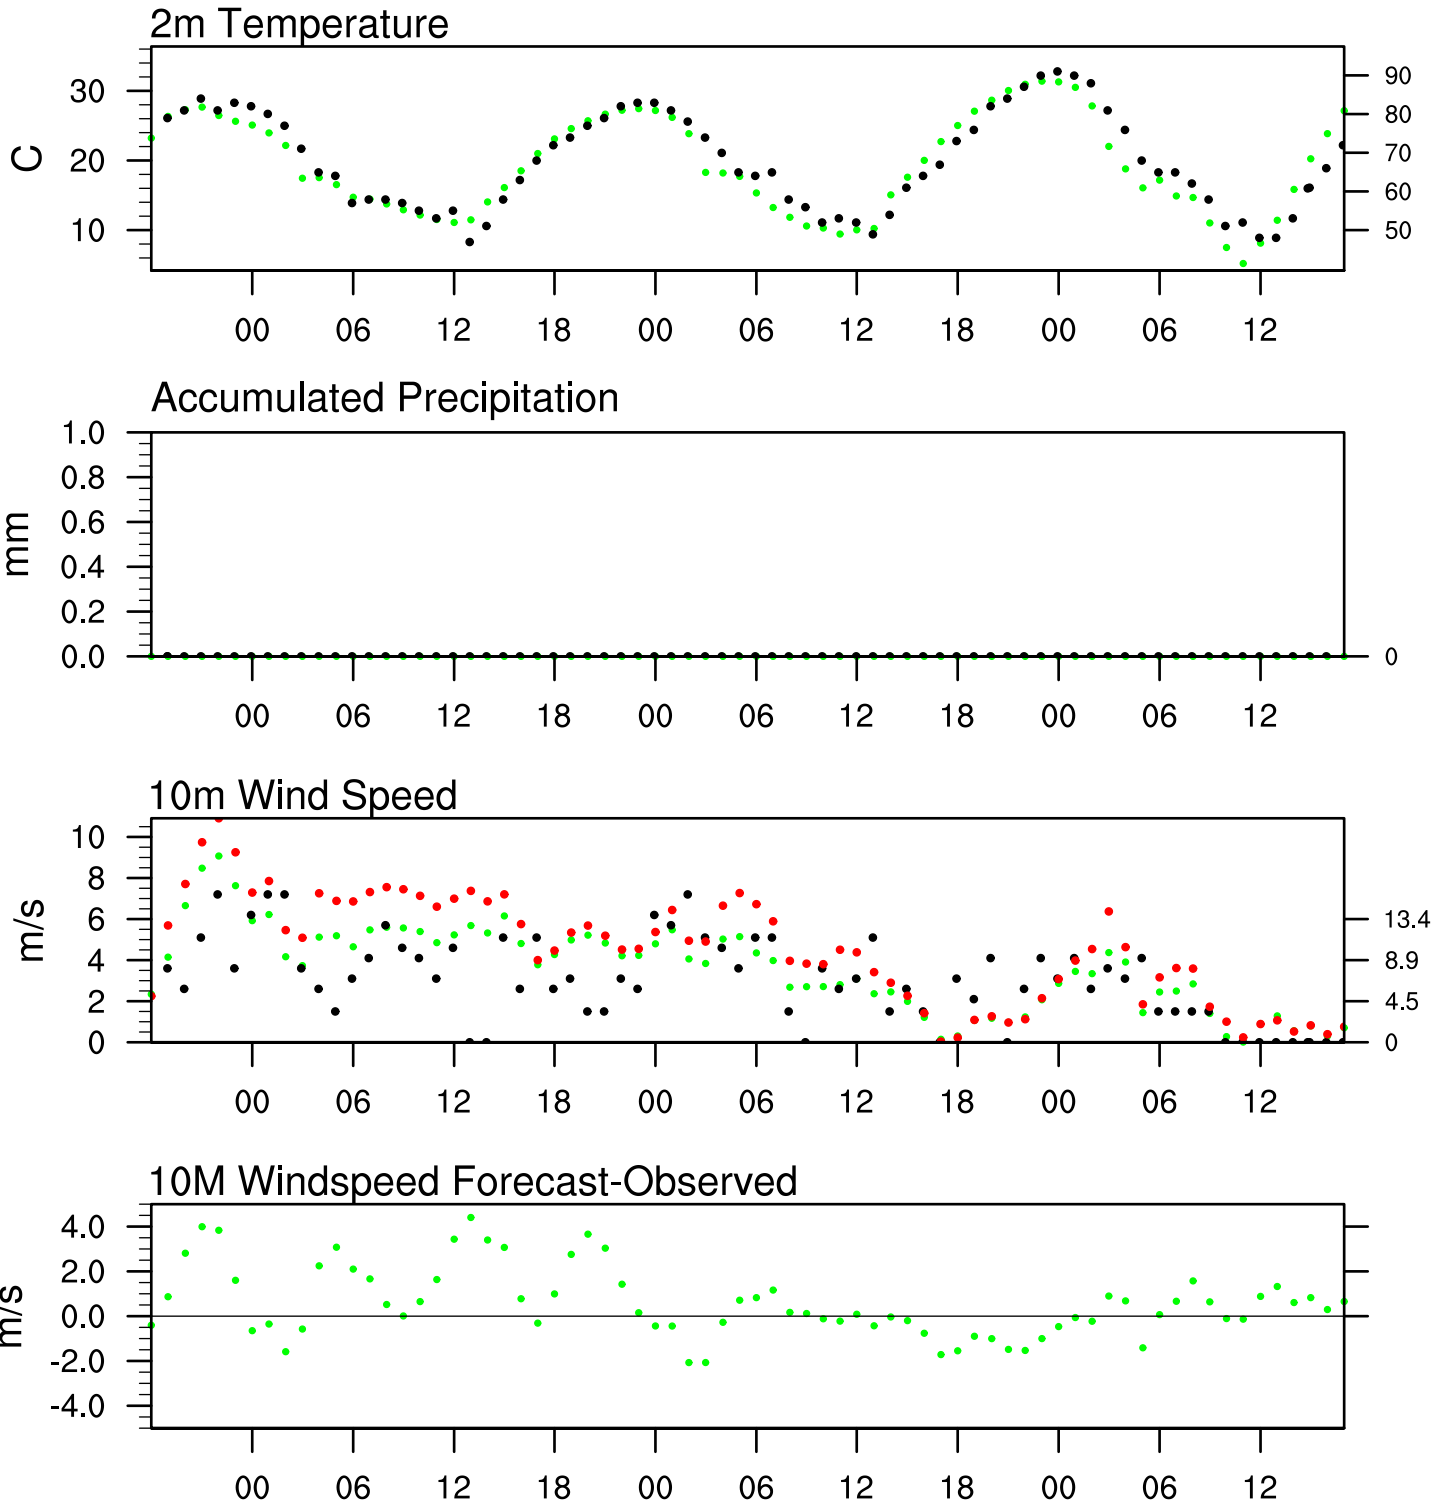 2m Temperature
C
30
20
10
90
80
70
60
50
00 06 12 18 00 06 12 18 00 06 12
Accumulated Precipitation
mm
1.0
0.8
0.6
0.4
0.2
0.0
0
00 06 12 18 00 06 12 18 00 06 12
10m Wind Speed
m/s
10
8
6
4
2
0
13.4
8.9
4.5
0
00 06 12 18 00 06 12 18 00 06 12
10M Windspeed Forecast-Observed
m/s
4.0
2.0
0.0
-2.0
-4.0
00 06 12 18 00 06 12 18 00 06 12